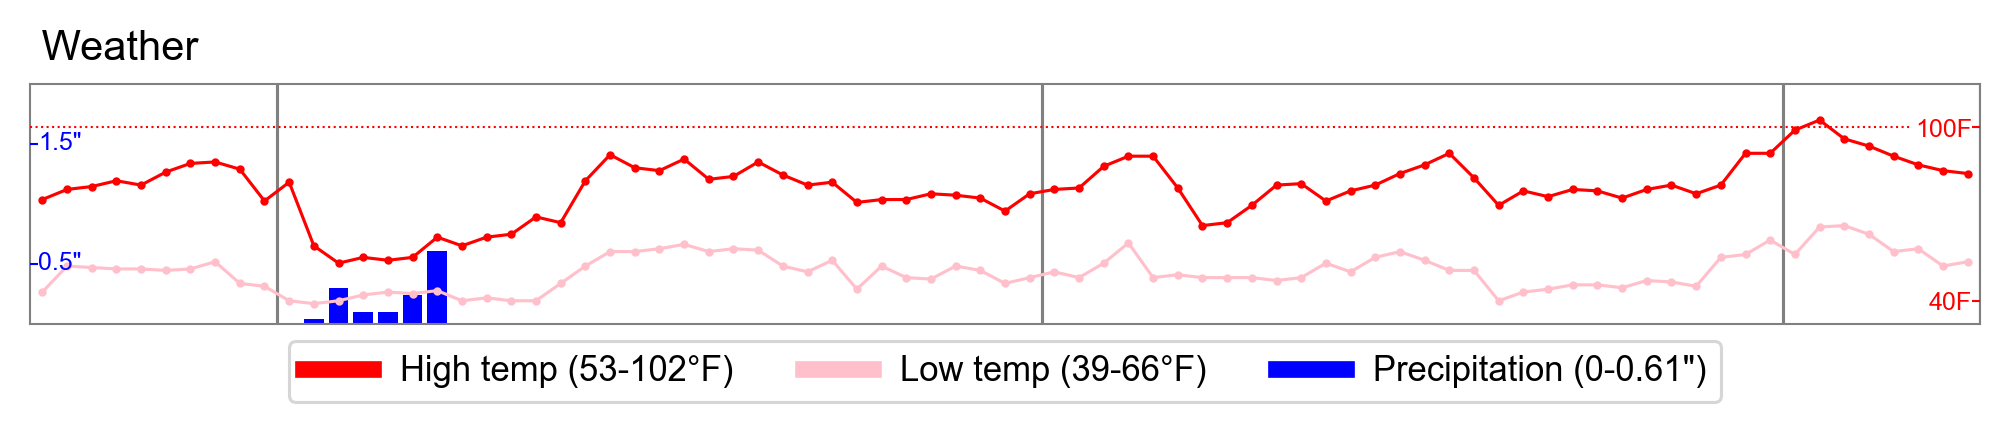 Weather
1.5"
100F
0.5"
40F
High temp (53-102°F) Low temp (39-66°F) Precipitation (0-0.61")